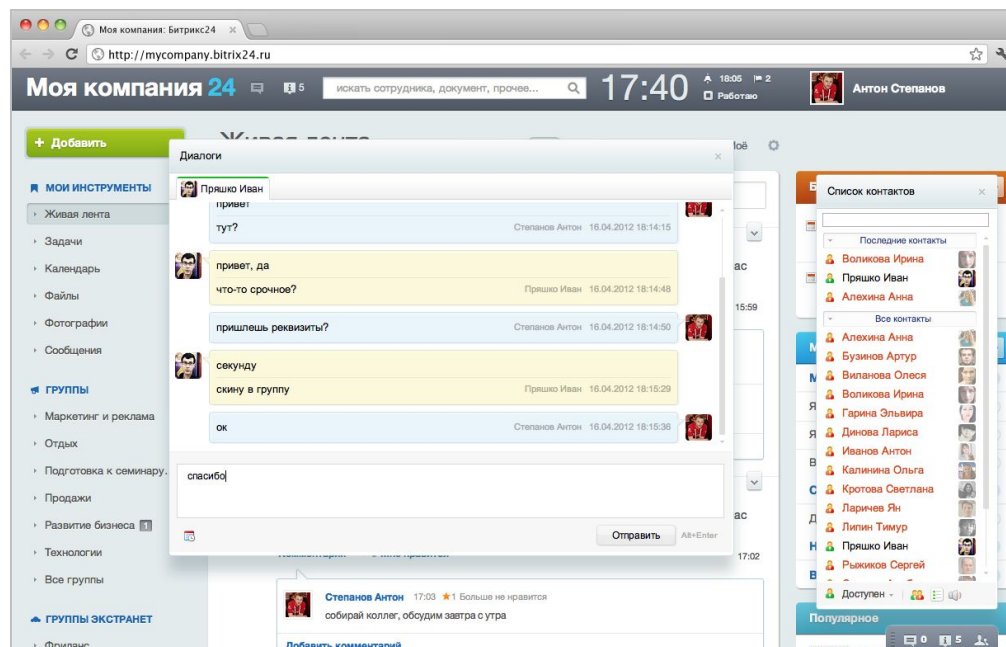 Моя компания: Битрикс24
http://mycompany.bitrix24.ru
Моя компания 24
5
искать сотрудника, документ, прочее...
17:40
18:05
2
Работаю
Антон Степанов
+ Добавить
Живая лента
МОИ ИНСТРУМЕНТЫ
Живая лента
Задачи
Календарь
Файлы
Фотографии
Сообщения
ГРУППЫ
Маркетинг и реклама
Отдых
Подготовка к семинару.
Продажи
Развитие бизнеса 1
Технологии
Все группы
ГРУППЫ ЭКСТРАНЕТ
Фриланс
Диалоги
Пряшко Иван
привет
тут?
Степанов Антон 16.04.2012 18:14:15
привет, да
что-то срочное?
Пряшко Иван 16.04.2012 18:14:48
пришлешь реквизиты?
Степанов Антон 16.04.2012 18:14:50
секунду
скину в группу
Пряшко Иван 16.04.2012 18:15:29
ок
Степанов Антон 16.04.2012 18:15:36
спасибо
Отправить
Alt+Enter
15:59
17:02
Степанов Антон 17:03 ★1 Больше не нравится
собирай коллег, обсудим завтра с утра
Добавить комментарий
Список контактов
Последние контакты
Воликова Ирина
Пряшко Иван
Алехина Анна
Все контакты
Алехина Анна
Бузинов Артур
Виланова Олеся
Воликова Ирина
Гарина Эльвира
Динова Лариса
Иванов Антон
Калинина Ольга
Кротова Светлана
Ларичев Ян
Липин Тимур
Пряшко Иван
Рыжиков Сергей
Доступен
Популярное
0
5